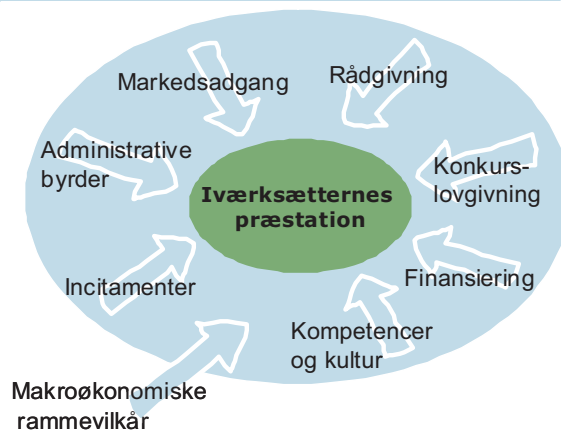 Markedsadgang
Rådgivning
Administrative
byrder
Konkurs-
lovgivning
Iværksætternes
præstation
Incitamenter
Finansiering
Kompetencer
og kultur
Makroøkonomiske
rammevilkår